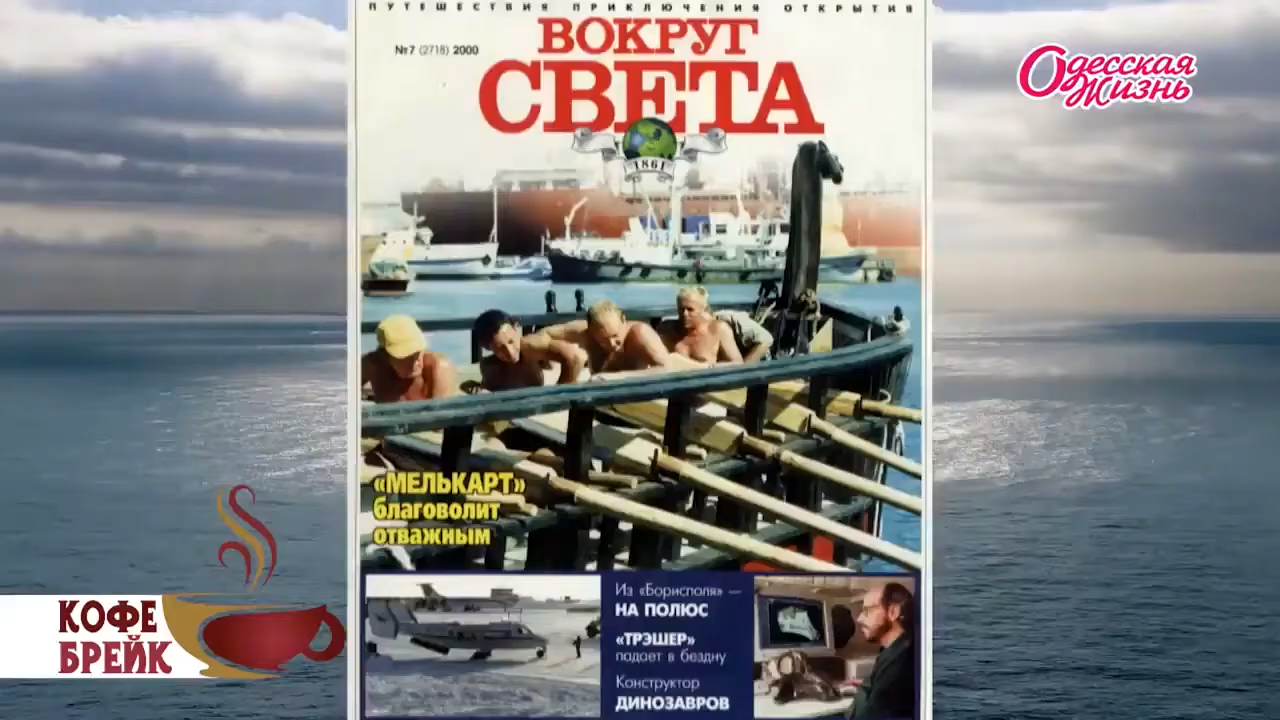 ПУТЕШЕСТВИЯ ПРИКЛЮЧЕНИЯ ОТКРЫТИЯ
ВОКРУГ
№7 (2718) 2000
СВЕТА
1861
Одесская
Жизнь
«МЕЛЬКАРТ»
благоволит
отважным
Из «Борисполя» —
НА ПОЛЮС
«ТРЭШЕР»
падает в бездну
Конструктор
ДИНОЗАВРОВ
КОФЕ
БРЕЙК